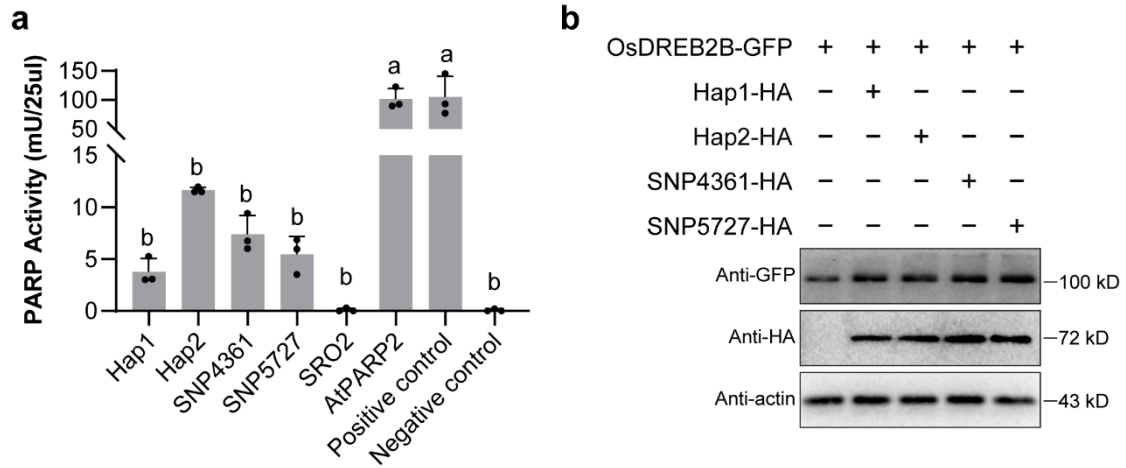 a
PARP Activity (mU/25ul)
150
100
50
15
10
5
0
b
b
b
b
b
a
a
b
Hap1
Hap2
SNP4361
SNP5727
SRO2
AtPARP2
Positive control
Negative control
b
OsDREB2B-GFP + + + + +
Hap1-HA − + − − −
Hap2-HA − − + − −
SNP4361-HA − − − + −
SNP5727-HA − − − − +
Anti-GFP —100 kD
Anti-HA —72 kD
Anti-actin —43 kD